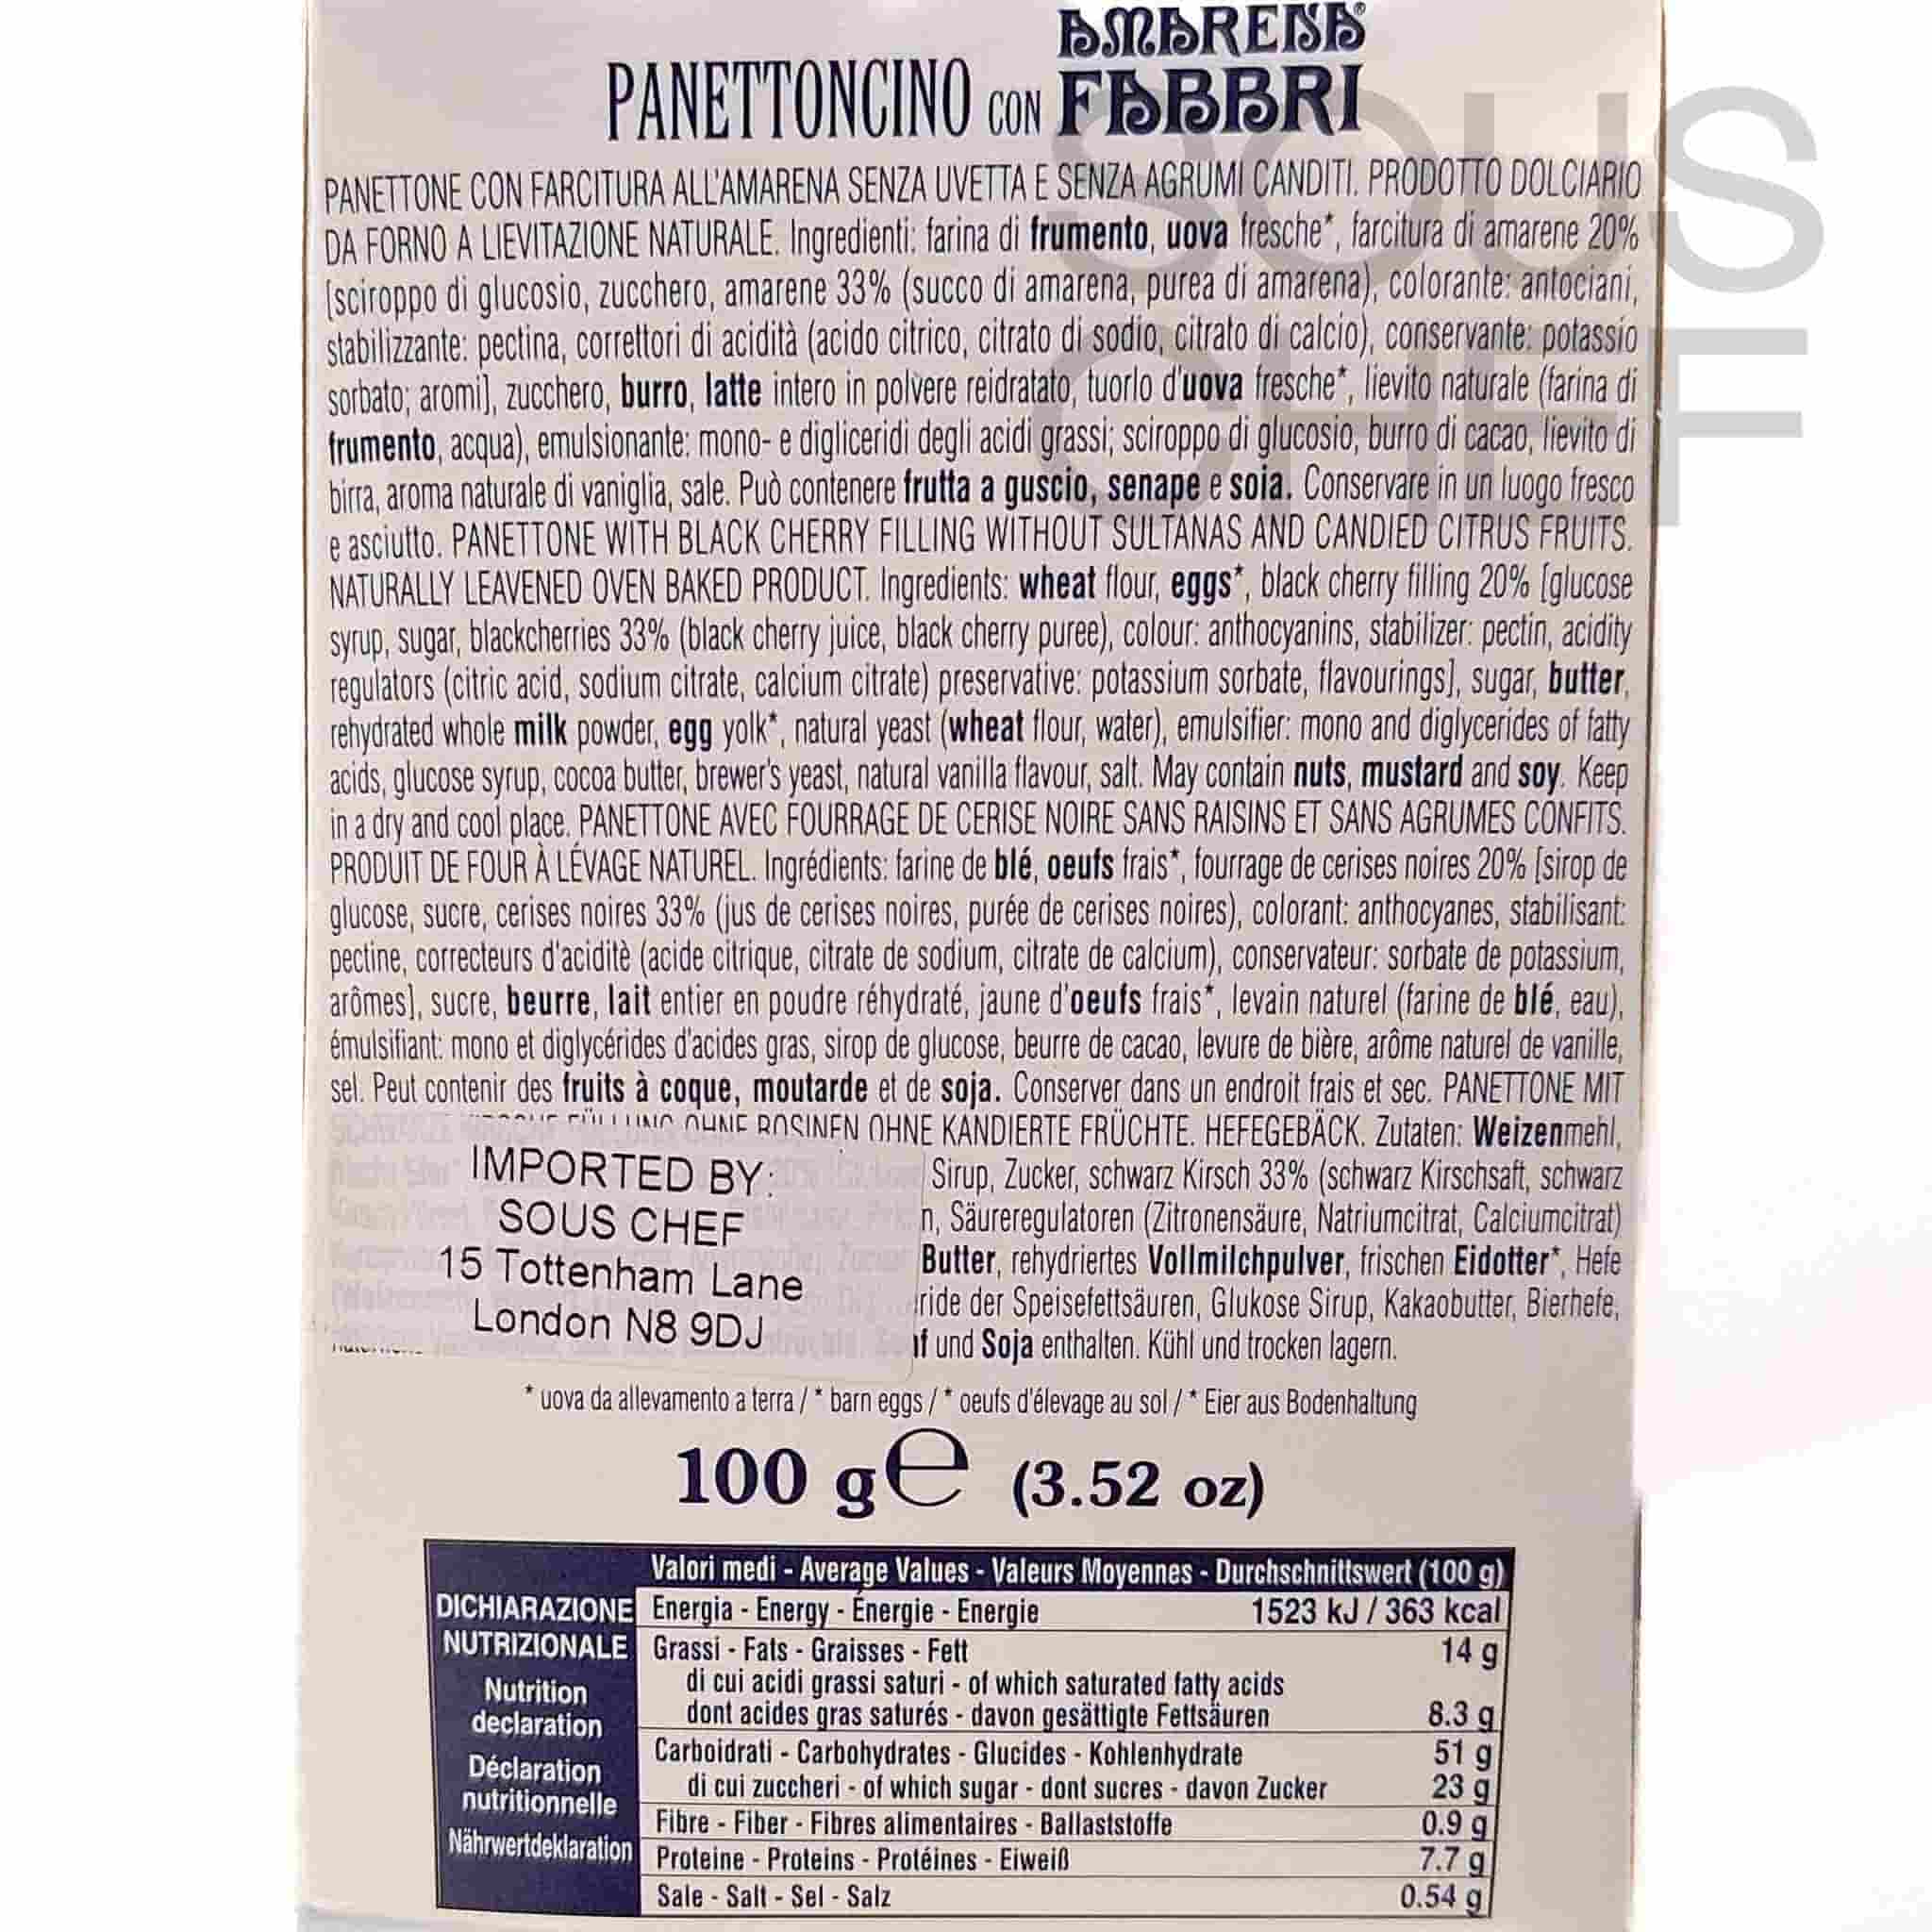 AMARENA®
PANETTONCINO CON FABBRI
PANETTONE CON FARCITURA ALL'AMARENA SENZA UVETTA E SENZA AGRUMI CANDITI. PRODOTTO DOLCIARIO
DA FORNO A LIEVITAZIONE NATURALE. Ingredienti: farina di frumento, uova fresche*, farcitura di amarene 20%
[sciroppo di glucosio, zucchero, amarene 33% (succo di amarena, purea di amarena), colorante: antociani,
stabilizzante: pectina, correttori di acidità (acido citrico, citrato di sodio, citrato di calcio), conservante: potassio
sorbato; aromi], zucchero, burro, latte intero in polvere reidratato, tuorlo d'uova fresche*, lievito naturale (farina di
frumento, acqua), emulsionante: mono- e digliceridi degli acidi grassi; sciroppo di glucosio, burro di cacao, lievito di
birra, aroma naturale di vaniglia, sale. Può contenere frutta a guscio, senape e soia. Conservare in un luogo fresco
e asciutto. PANETTONE WITH BLACK CHERRY FILLING WITHOUT SULTANAS AND CANDIED CITRUS FRUITS.
NATURALLY LEAVENED OVEN BAKED PRODUCT. Ingredients: wheat flour, eggs*, black cherry filling 20% [glucose
syrup, sugar, blackcherries 33% (black cherry juice, black cherry puree), colour: anthocyanins, stabilizer: pectin, acidity
regulators (citric acid, sodium citrate, calcium citrate) preservative: potassium sorbate, flavourings], sugar, butter,
rehydrated whole milk powder, egg yolk*, natural yeast (wheat flour, water), emulsifier: mono and diglycerides of fatty
acids, glucose syrup, cocoa butter, brewer's yeast, natural vanilla flavour, salt. May contain nuts, mustard and soy. Keep
in a dry and cool place. PANETTONE AVEC FOURRAGE DE CERISE NOIRE SANS RAISINS ET SANS AGRUMES CONFITS.
PRODUIT DE FOUR À LÉVAGE NATUREL. Ingrédients: farine de blé, oeufs frais*, fourrage de cerises noires 20% [sirop de
glucose, sucre, cerises noires 33% (jus de cerises noires, purée de cerises noires), colorant: anthocyanes, stabilisant:
pectine, correcteurs d'aciditè (acide citrique, citrate de sodium, citrate de calcium), conservateur: sorbate de potassium,
arômes], sucre, beurre, lait entier en poudre réhydraté, jaune d'oeufs frais*, levain naturel (farine de blé, eau),
émulsifiant: mono et diglycérides d'acides gras, sirop de glucose, beurre de cacao, levure de bière, arôme naturel de vanille,
sel. Peut contenir des fruits à coque, moutarde et de soja. Conserver dans un endroit frais et sec. PANETTONE MIT
OHNE ROSINEN OHNE KANDIERTE FRÜCHTE. HEFEGEBÄCK. Zutaten: Weizenmehl,
Sirup, Zucker, schwarz Kirsch 33% (schwarz Kirschsaft, schwarz
n, Säureregulatoren (Zitronensäure, Natriumcitrat, Calciumcitrat)
Butter, rehydriertes Vollmilchpulver, frischen Eidotter*, Hefe
ride der Speisefettsäuren, Glukose Sirup, Kakaobutter, Bierhefe,
und Soja enthalten. Kühl und trocken lagern.
IMPORTED BY:
SOUS CHEF
15 Tottenham Lane
London N8 9DJ
* uova da allevamento a terra / * barn eggs / * oeufs d'élevage au sol / * Eier aus Bodenhaltung
100 g e (3.52 oz)
Valori medi - Average Values - Valeurs Moyennes - Durchschnittswert (100 g)
DICHIARAZIONE
NUTRIZIONALE
Nutrition
declaration
Déclaration
nutritionnelle
Nährwertdeklaration
Energia - Energy - Énergie - Energie 1523 kJ / 363 kcal
Grassi - Fats - Graisses - Fett 14 g
di cui acidi grassi saturi - of which saturated fatty acids
dont acides gras saturés - davon gesättigte Fettsäuren 8.3 g
Carboidrati - Carbohydrates - Glucides - Kohlenhydrate 51 g
di cui zuccheri - of which sugar - dont sucres - davon Zucker 23 g
Fibre - Fiber - Fibres alimentaires - Ballaststoffe 0.9 g
Proteine - Proteins - Protéines - Eiweiß 7.7 g
Sale - Salt - Sel - Salz 0.54 g
SOUS
CHEF